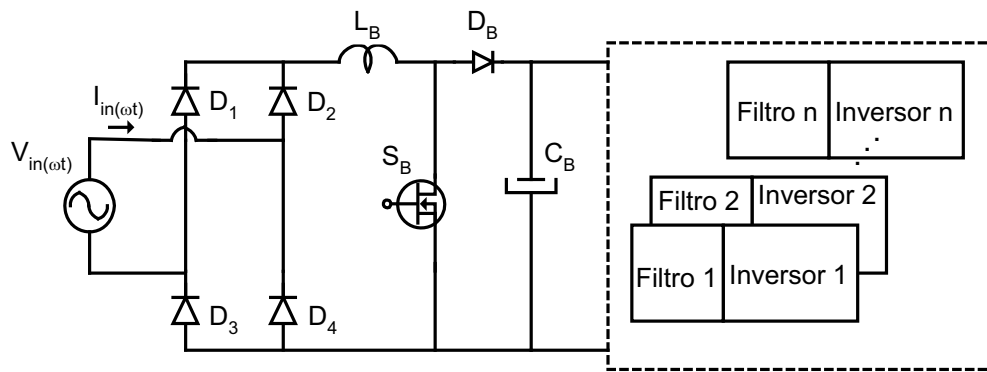 L_B
D_B
I_in(ωt)
D_1
D_2
Filtro n
Inversor n
V_in(ωt)
S_B
C_B
Filtro 2
Inversor 2
Filtro 1
Inversor 1
D_3
D_4